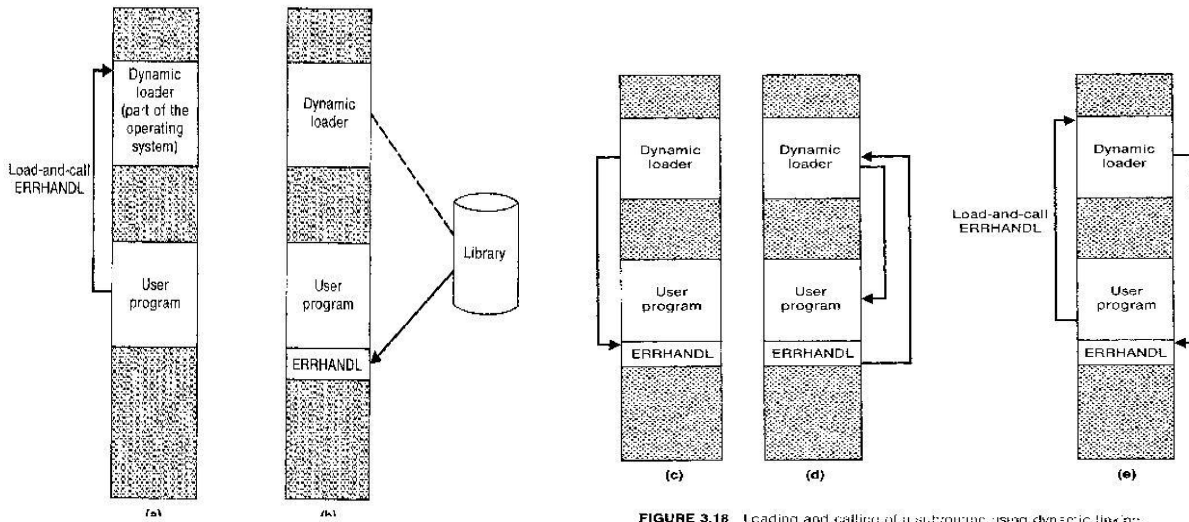 Dynamic
loader
(part of the
operating
system)
Load-and-call
ERRHANDL
User
program
(a)
Dynamic
loader
Library
User
program
ERRHANDL
(b)
Dynamic
loader
User
program
ERRHANDL
(c)
Dynamic
loader
User
program
ERRHANDL
(d)
Dynamic
loader
Load-and-call
ERRHANDL
User
program
ERRHANDL
(e)
FIGURE 3.18 Loading and calling of a subroutine using dynamic linking